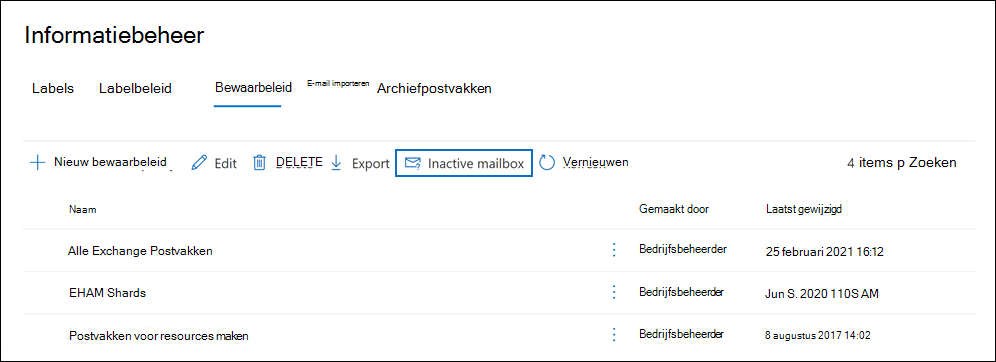 Informatiebeheer
Labels Labelbeleid Bewaarbeleid E-mail importeren Archiefpostvakken
Nieuw bewaarbeleid Edit DELETE Export Inactive mailbox Vernieuwen 4 items p Zoeken
Naam Gemaakt door Laatst gewijzigd
Alle Exchange Postvakken Bedrijfsbeheerder 25 februari 2021 16:12
EHAM Shards Bedrijfsbeheerder Jun S. 2020 110S AM
Postvakken voor resources maken Bedrijfsbeheerder 8 augustus 2017 14:02